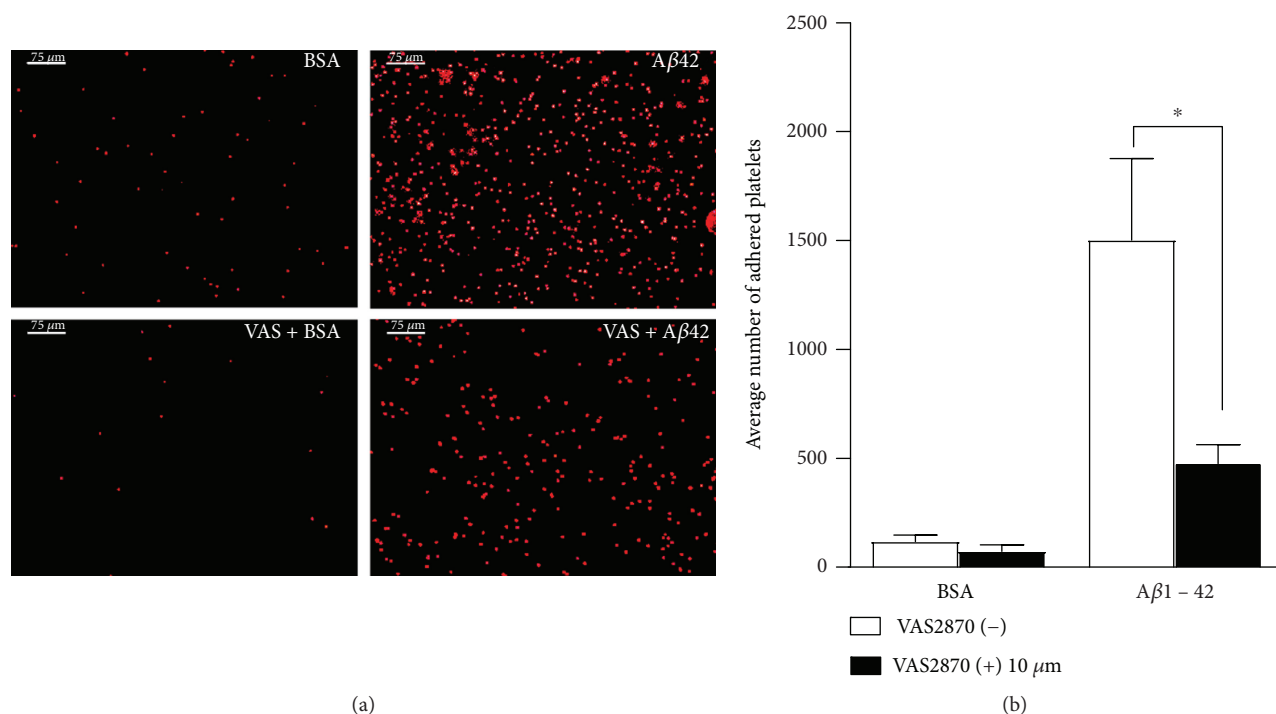 75 μm
BSA
75 μm
Aβ42
75 μm
VAS + BSA
75 μm
VAS + Aβ42
(a)
2500
2000
1500
1000
500
0
Average number of adhered platelets
*
BSA
Aβ1 – 42
VAS2870 (−)
VAS2870 (+) 10 μm
(b)